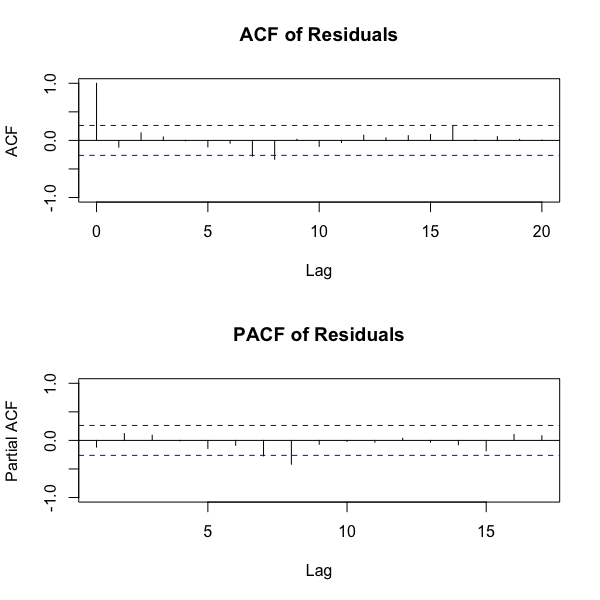 ACF of Residuals
1.0
0.0
-1.0
ACF
0 5 10 15 20
Lag
PACF of Residuals
1.0
0.0
-1.0
Partial ACF
5 10 15
Lag